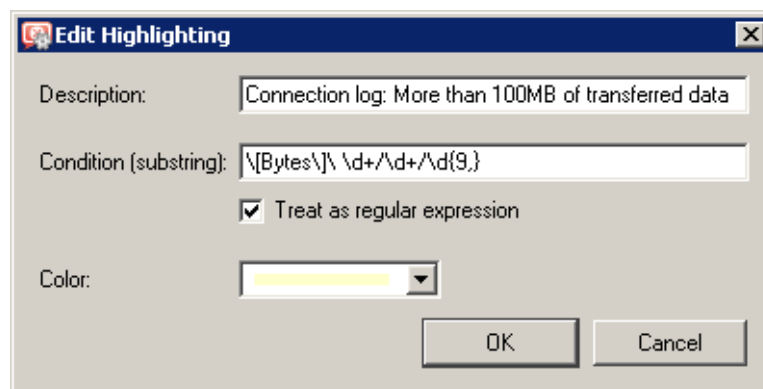 Edit Highlighting
Description: Connection log: More than 100MB of transferred data
Condition (substring): \[Bytes\]\ \d+/\d+/\d{9,}
Treat as regular expression
Color:
OK Cancel